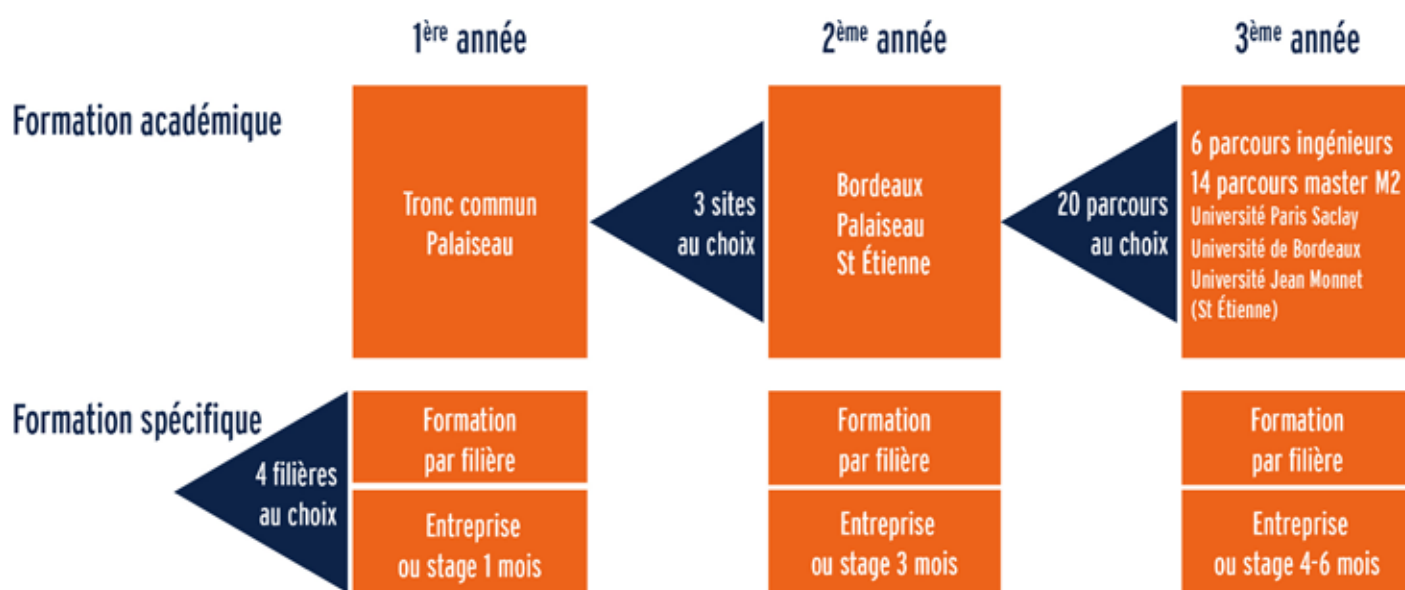 1ère année
2ème année
3ème année
Formation académique
Tronc commun
Palaiseau
3 sites
au choix
Bordeaux
Palaiseau
St Étienne
20 parcours
au choix
6 parcours ingénieurs
14 parcours master M2
Université Paris Saclay
Université de Bordeaux
Université Jean Monnet
(St Étienne)
Formation spécifique
4 filières
au choix
Formation
par filière
Entreprise
ou stage 1 mois
Formation
par filière
Entreprise
ou stage 3 mois
Formation
par filière
Entreprise
ou stage 4-6 mois